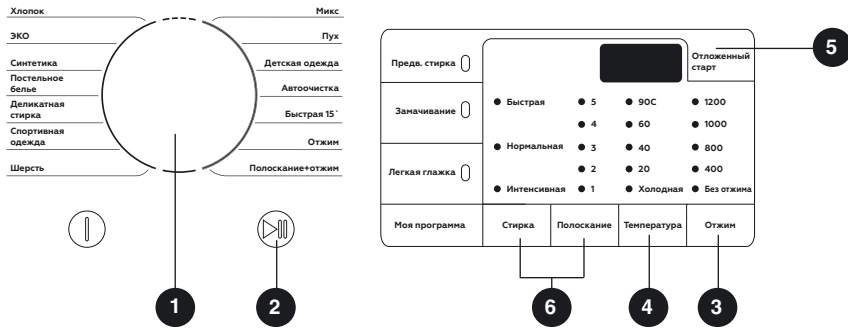 Хлопок
ЭКО
Синтетика
Постельное
белье
Деликатная
стирка
Спортивная
одежда
Шерсть
Микс
Пух
Детская одежда
Автоочистка
Быстрая 15`
Отжим
Полоскание+отжим
1
2
Предв. стирка
Замачивание
Легкая глажка
Отложенный
старт
5
Быстрая 5 90C 1200
4 60 1000
Нормальная 3 40 800
2 20 400
Интенсивная 1 Холодная Без отжима
Моя программа Стирка Полоскание Температура Отжим
6 4 3